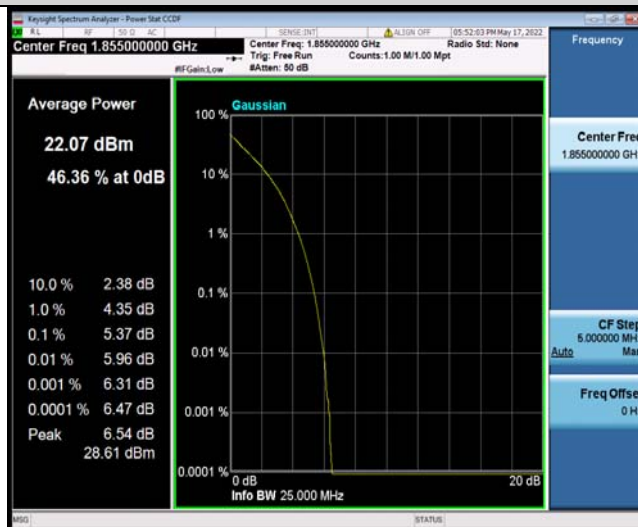 Keysight Spectrum Analyzer - Power Stat CCDF
RL RF 50 Ω AC SENSE:INT ALIGN OFF 05:52:03 PM May 17, 2022
Center Freq 1.855000000 GHz
Center Freq: 1.855000000 GHz Radio Std: None
Trig: Free Run Counts:1.00 M/1.00 Mpt
#IFGain:Low #Atten: 50 dB
Frequency
Average Power
22.07 dBm
46.36 % at 0dB
10.0 % 2.38 dB
1.0 % 4.35 dB
0.1 % 5.37 dB
0.01 % 5.96 dB
0.001 % 6.31 dB
0.0001 % 6.47 dB
Peak 6.54 dB
28.61 dBm
Gaussian
100 %
10 %
1 %
0.1 %
0.01 %
0.001 %
0.0001 %
0 dB 20 dB
Info BW 25.000 MHz
Center Freq
1.855000000 GH
CF Step
5.000000 MH
Auto Ma
Freq Offse
0 H
MSG STATUS